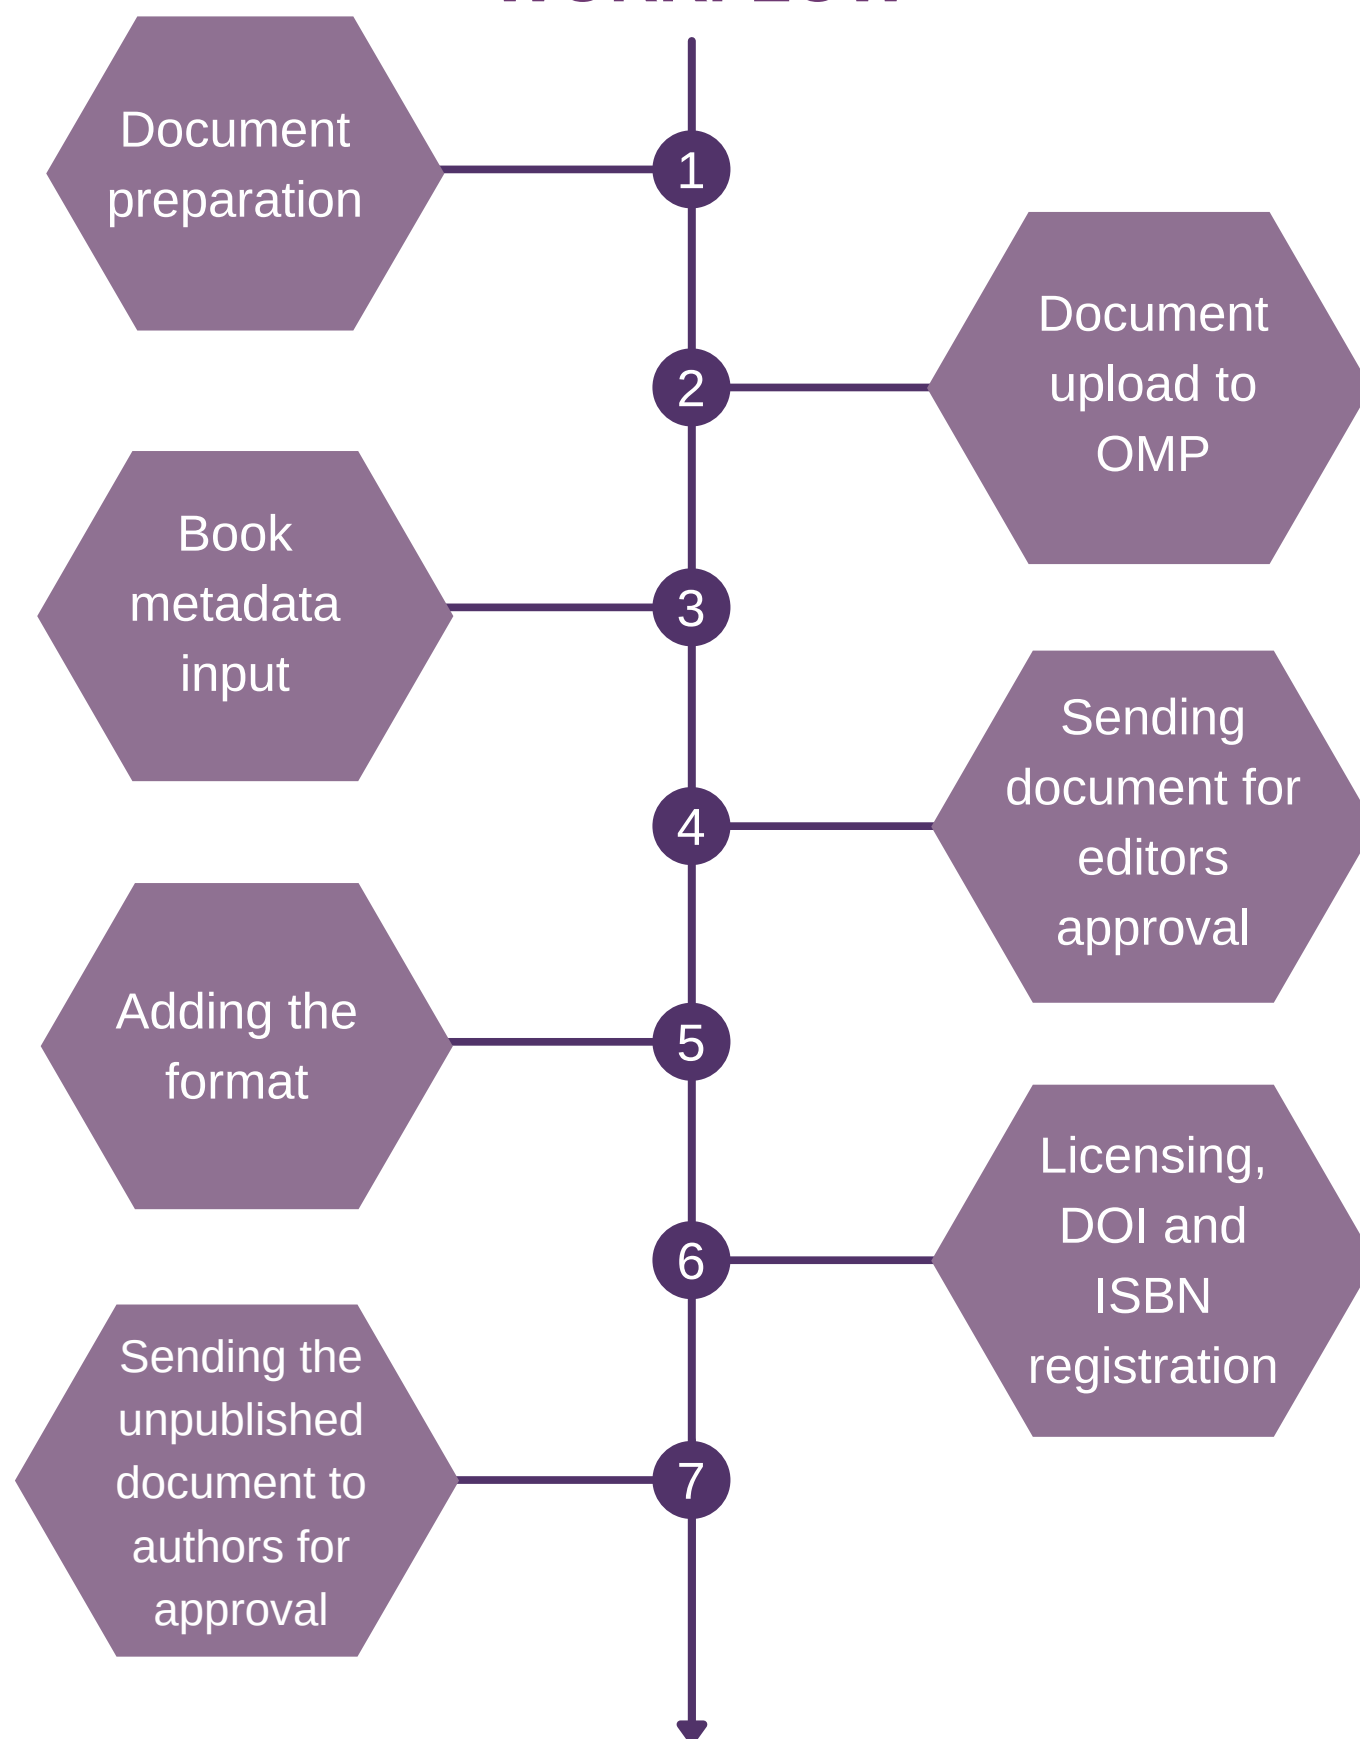 WORKFLOW
1
Document
preparation
2
Document
upload to
OMP
3
Book
metadata
input
4
Sending
document for
editors
approval
5
Adding the
format
6
Licensing,
DOI and
ISBN
registration
7
Sending the
unpublished
document to
authors for
approval